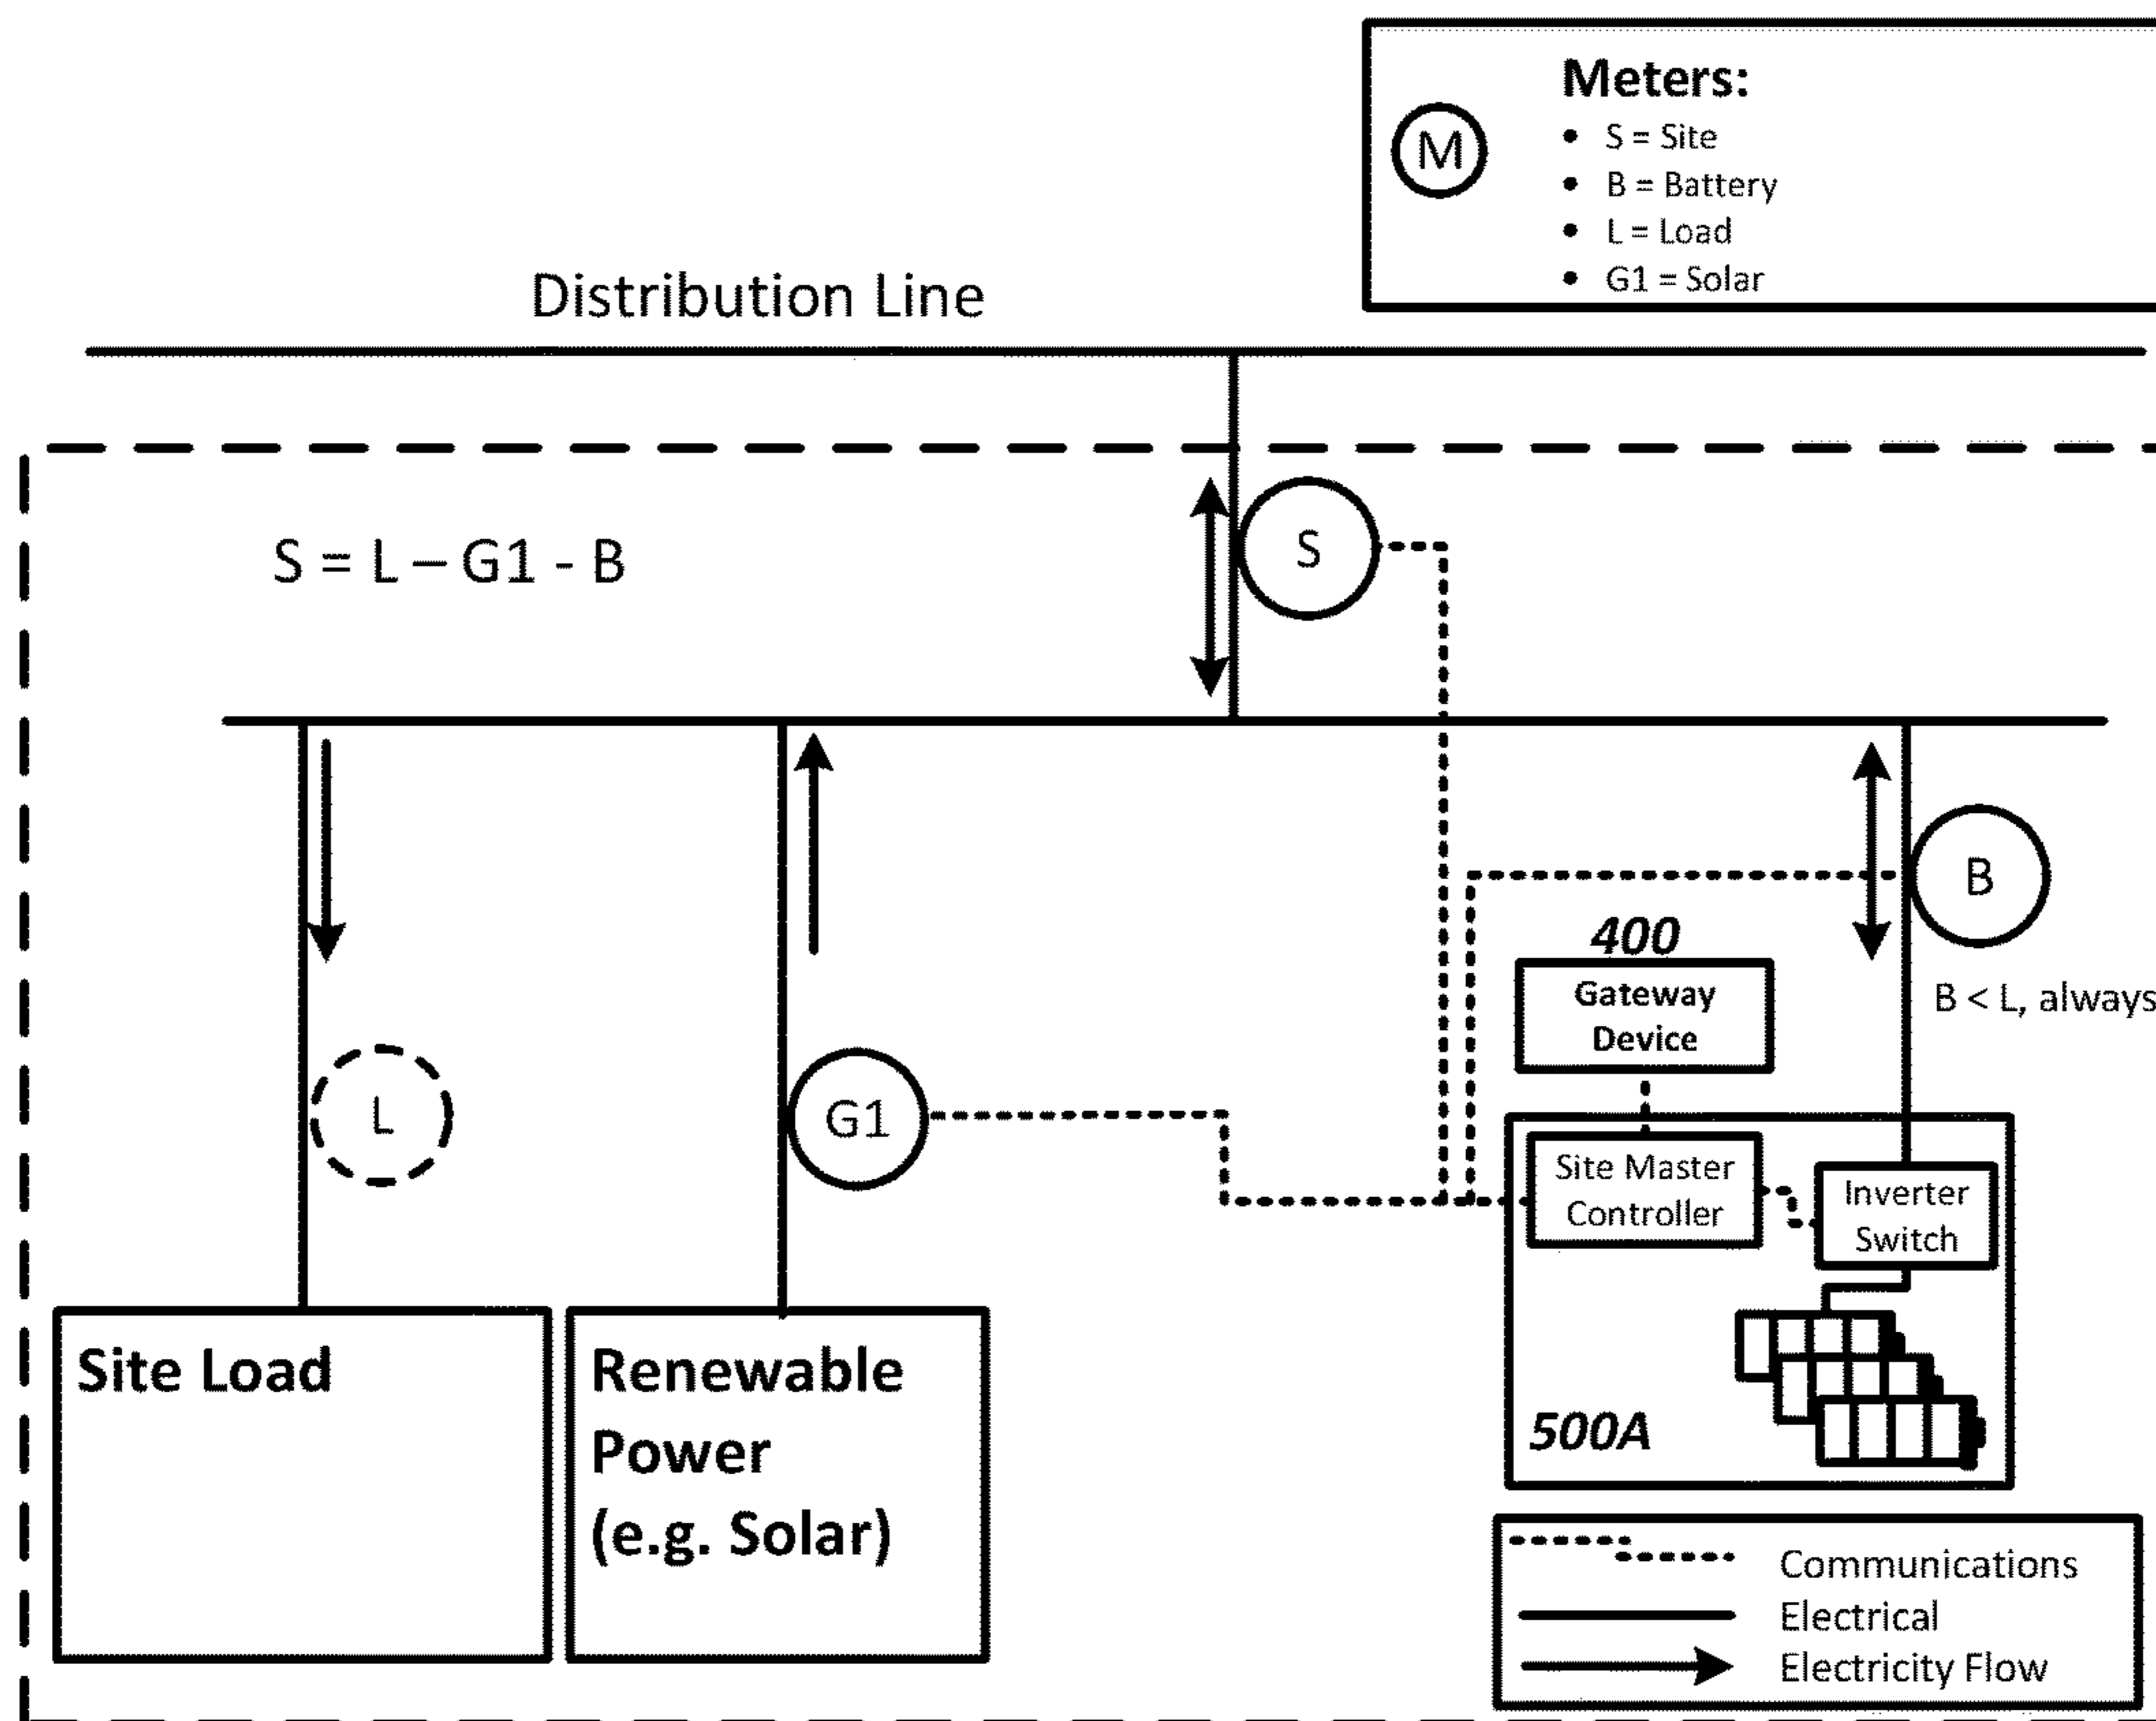 Meters:
M
• S = Site
• B = Battery
• L = Load
• G1 = Solar
Distribution Line
S = L – G1 - B
S
B
400
Gateway
Device
B < L, always
L
G1
Site Master
Controller
Inverter
Switch
Site Load
Renewable
Power
(e.g. Solar)
500A
Communications
Electrical
Electricity Flow